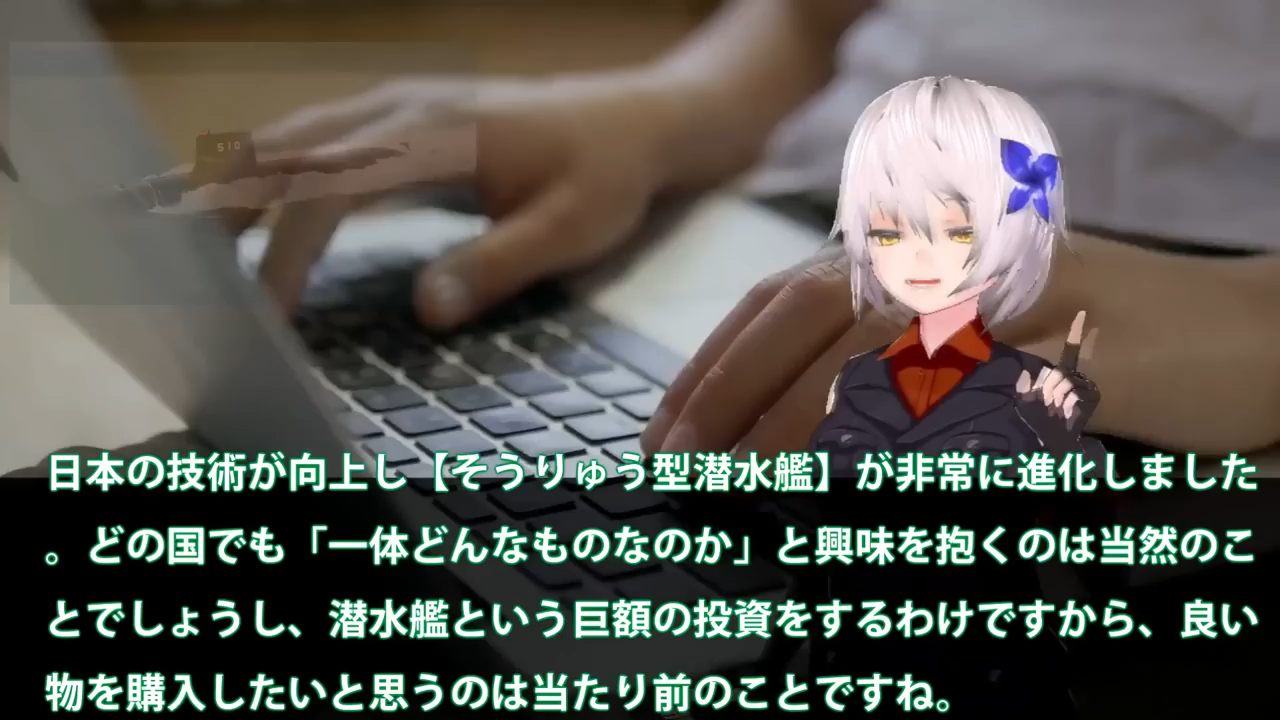 510
日本の技術が向上し【そうりゅう型潜水艦】が非常に進化しました
。どの国でも「一体どんなものなのか」と興味を抱くのは当然のこ
とでしょうし、潜水艦という巨額の投資をするわけですから、良い
物を購入したいと思うのは当たり前のことですね。